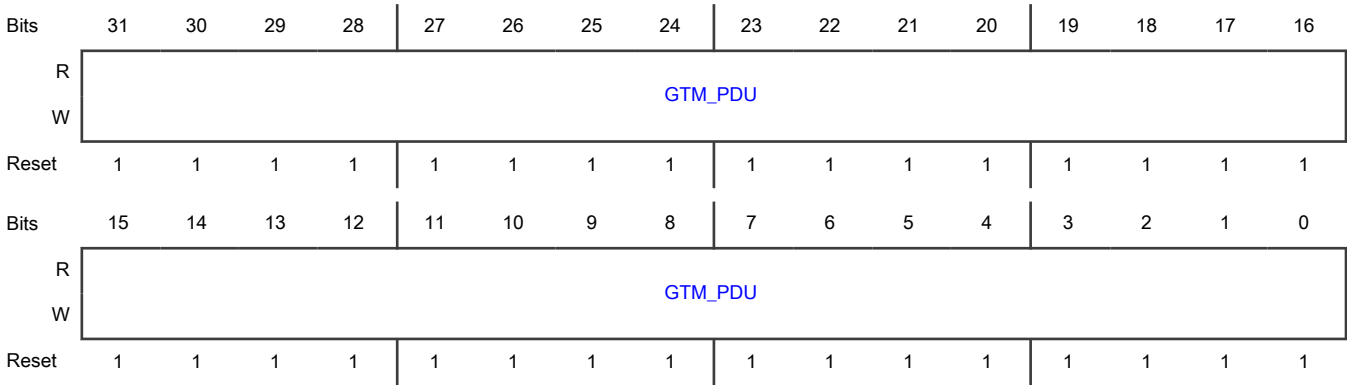 Bits 31 30 29 28 27 26 25 24 23 22 21 20 19 18 17 16
R
GTM_PDU
W
Reset 1 1 1 1 1 1 1 1 1 1 1 1 1 1 1 1
Bits 15 14 13 12 11 10 9 8 7 6 5 4 3 2 1 0
R
GTM_PDU
W
Reset 1 1 1 1 1 1 1 1 1 1 1 1 1 1 1 1